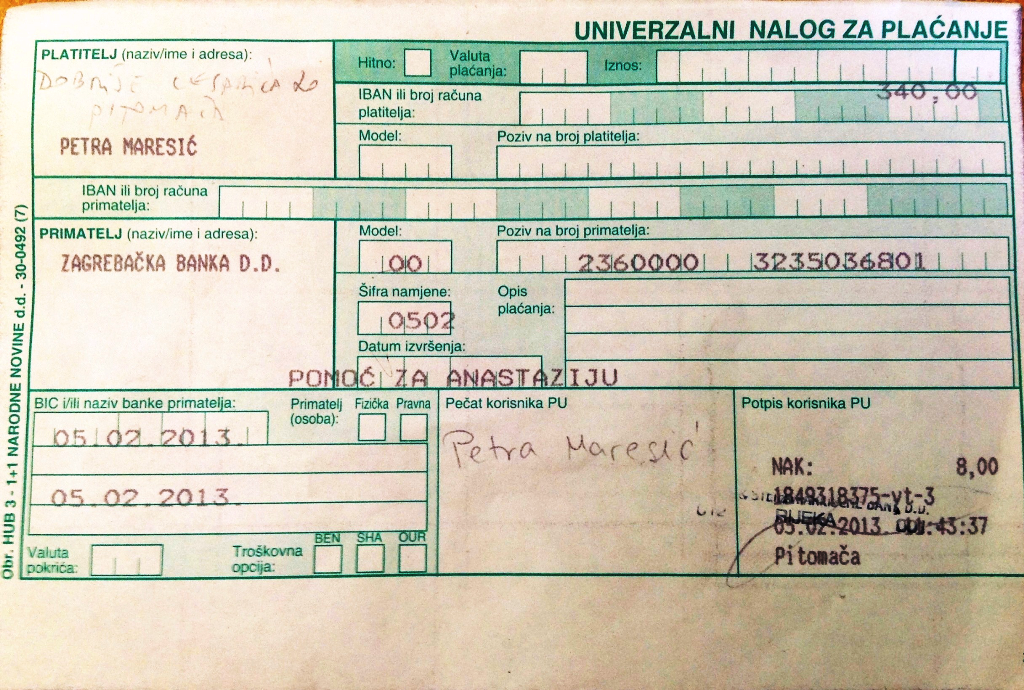 UNIVERZALNI NALOG ZA PLAĆANJE
PLATITELJ (naziv/ime i adresa):
PITOMAČA
PETRA MARESIĆ
Hitno:
Valuta plaćanja:
Iznos:
340,00
IBAN ili broj računa platitelja:
Model:
Poziv na broj platitelja:
IBAN ili broj računa primatelja:
PRIMATELJ (naziv/ime i adresa):
ZAGREBAČKA BANKA D.D.
Model:
00
Poziv na broj primatelja:
2360000 3235036801
Šifra namjene:
0502
Opis plaćanja:
Datum izvršenja:
POMOĆ ZA ANASTAZIJU
BIC i/ili naziv banke primatelja:
05.02.2013.
05.02.2013.
Primatelj (osoba):
Fizička
Pravna
Valuta pokrića:
Troškovna opcija:
BEN
SHA
OUR
Pečat korisnika PU
Petra Maresić
Potpis korisnika PU
NAK: 8,00
1849318375-yt-3
RIJEKA
05.02.2013. :43:37
Pitomača
Obr. HUB 3 - 1+1 NARODNE NOVINE d.d. - 30-0492 (7)